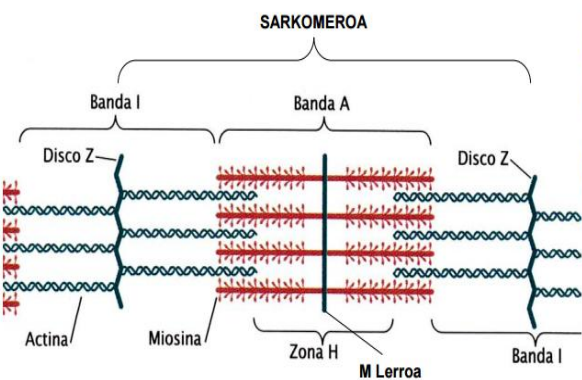 SARKOMEROA
Banda I
Banda A
Disco Z
Disco Z
Actina
Miosina
Zona H
Banda I
M Lerroa